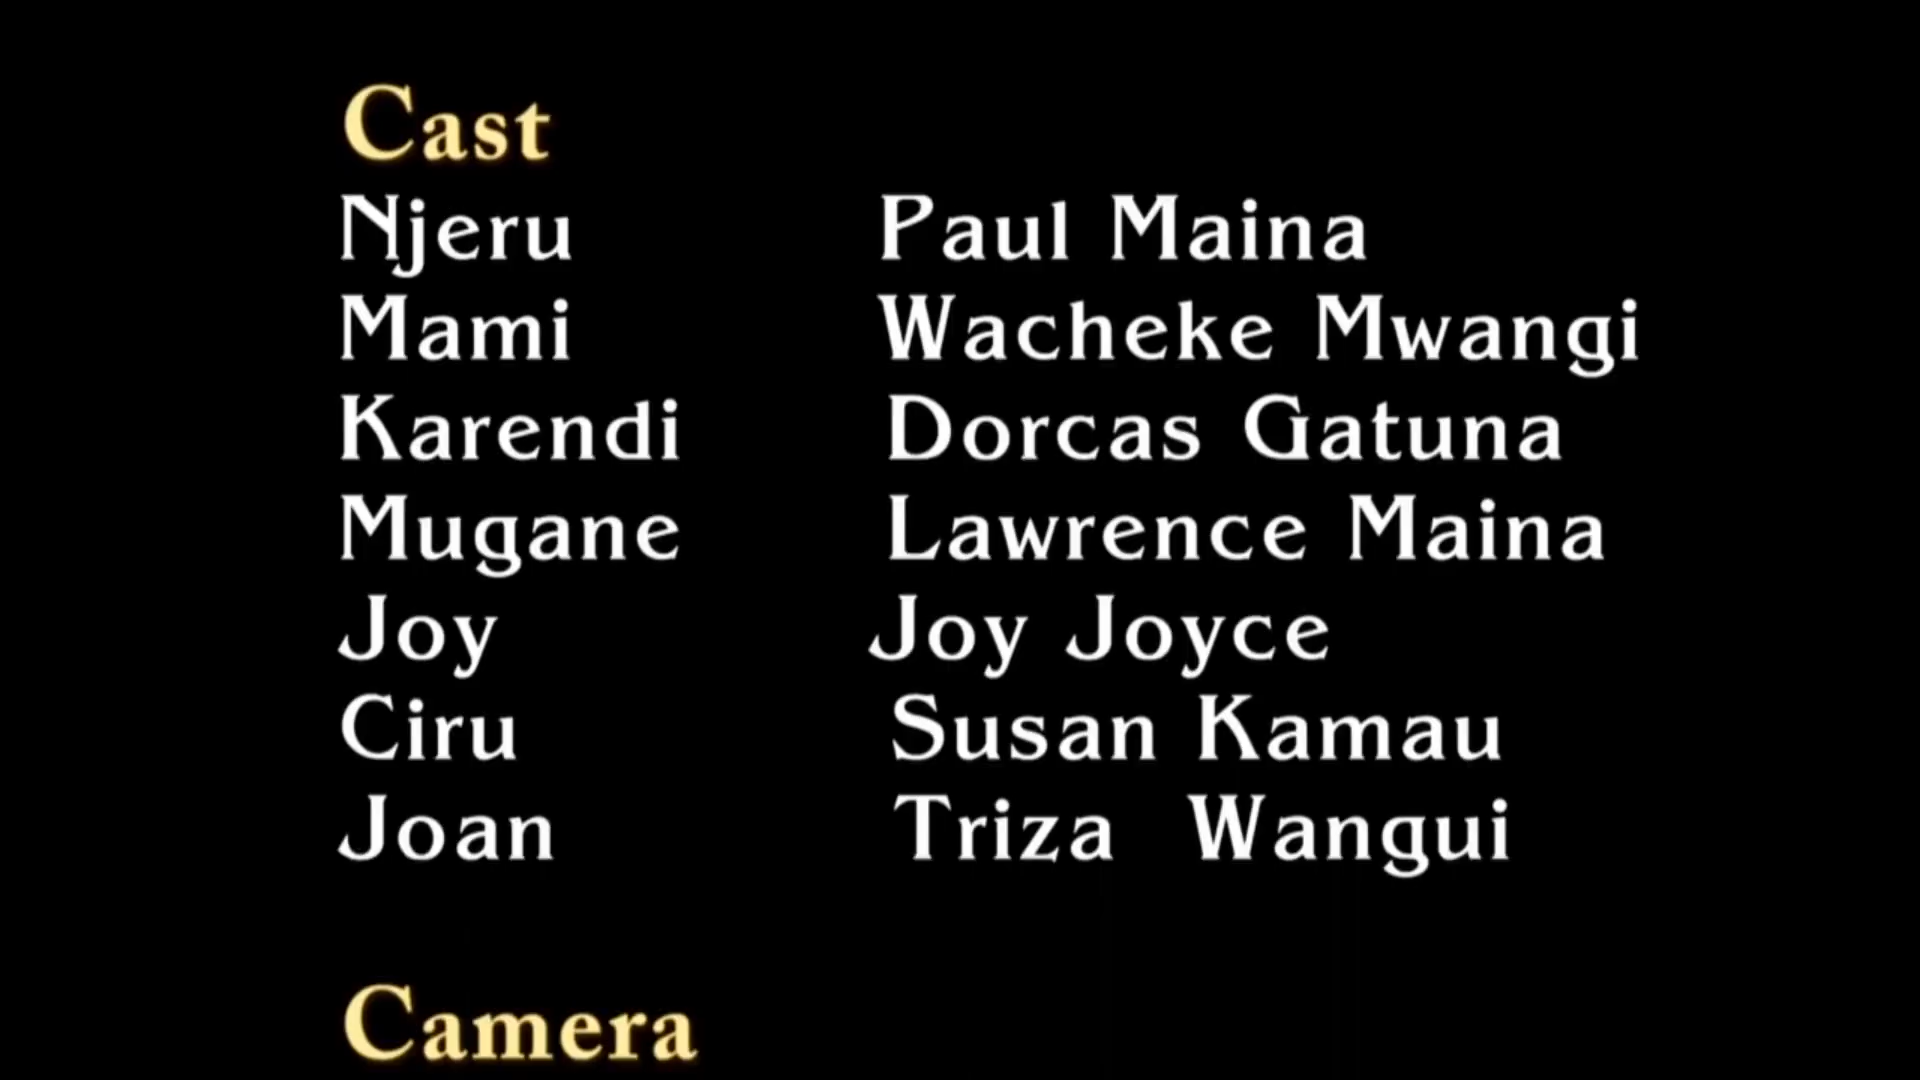 Cast
Njeru Paul Maina
Mami Wacheke Mwangi
Karendi Dorcas Gatuna
Mugane Lawrence Maina
Joy Joy Joyce
Ciru Susan Kamau
Joan Triza Wangui
Camera